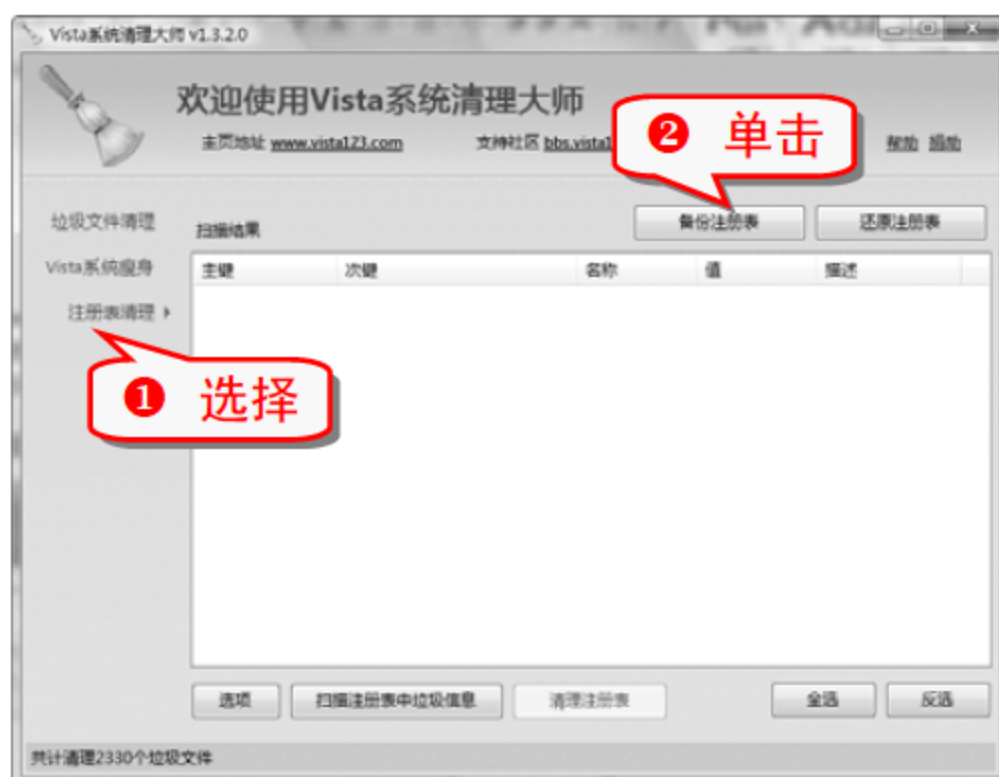 Vista系统清理大师 v1.3.2.0
欢迎使用Vista系统清理大师
主页地址 www.vista123.com 支持社区 bbs.vista1 帮助 捐助
❷ 单击
垃圾文件清理
扫描结果 备份注册表 还原注册表
Vista系统瘦身
主键 次键 名称 值 描述
注册表清理
❶ 选择
选项 扫描注册表中垃圾信息 清理注册表 全选 反选
共计清理2330个垃圾文件